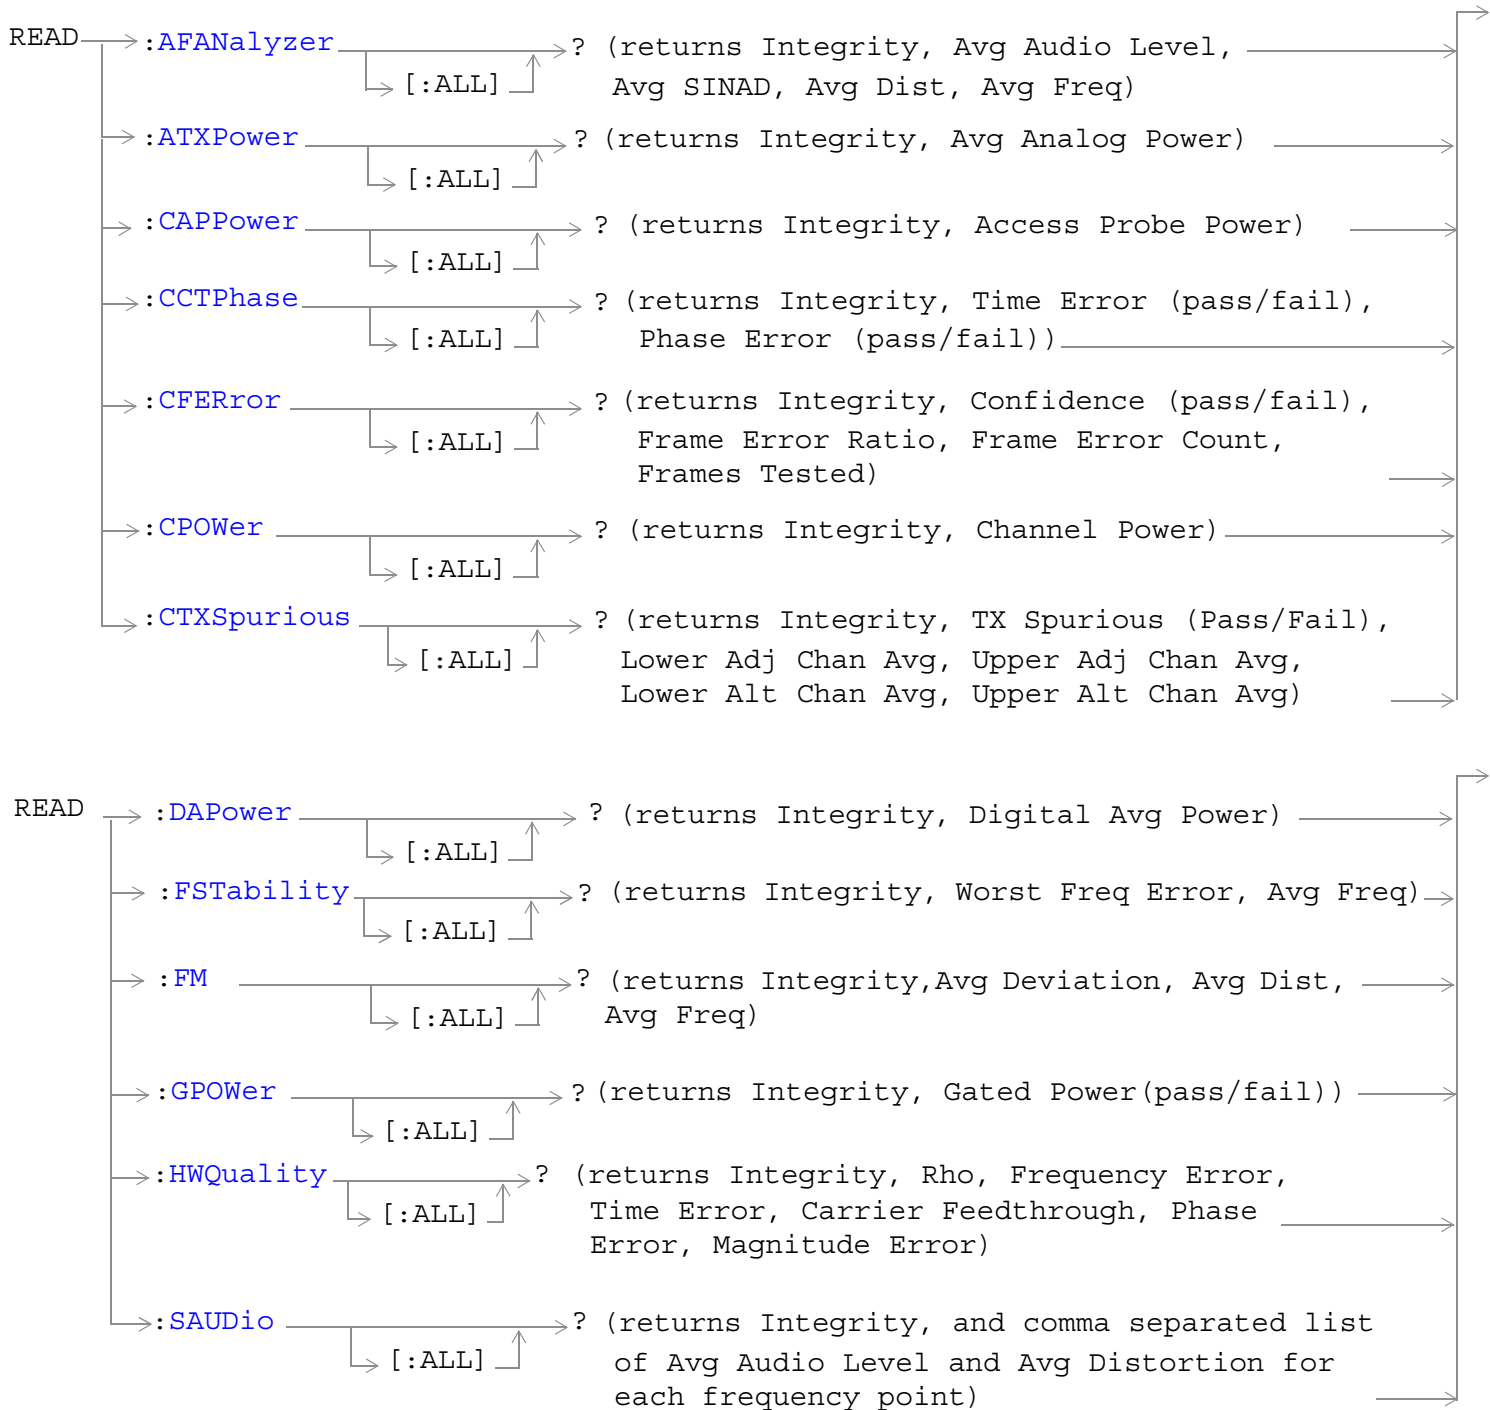 READ :AFANalyzer ? (returns Integrity, Avg Audio Level,
[:ALL] Avg SINAD, Avg Dist, Avg Freq)
:ATXPower ? (returns Integrity, Avg Analog Power)
[:ALL]
:CAPPower ? (returns Integrity, Access Probe Power)
[:ALL]
:CCTPhase ? (returns Integrity, Time Error (pass/fail),
[:ALL] Phase Error (pass/fail))
:CFERror ? (returns Integrity, Confidence (pass/fail),
[:ALL] Frame Error Ratio, Frame Error Count,
Frames Tested)
:CPOWer ? (returns Integrity, Channel Power)
[:ALL]
:CTXSpurious ? (returns Integrity, TX Spurious (Pass/Fail),
[:ALL] Lower Adj Chan Avg, Upper Adj Chan Avg,
Lower Alt Chan Avg, Upper Alt Chan Avg)
READ :DAPower ? (returns Integrity, Digital Avg Power)
[:ALL]
:FSTability ? (returns Integrity, Worst Freq Error, Avg Freq)
[:ALL]
:FM ? (returns Integrity,Avg Deviation, Avg Dist,
[:ALL] Avg Freq)
:GPOWer ? (returns Integrity, Gated Power(pass/fail))
[:ALL]
:HWQuality ? (returns Integrity, Rho, Frequency Error,
[:ALL] Time Error, Carrier Feedthrough, Phase
Error, Magnitude Error)
:SAUDio ? (returns Integrity, and comma separated list
[:ALL] of Avg Audio Level and Avg Distortion for
each frequency point)